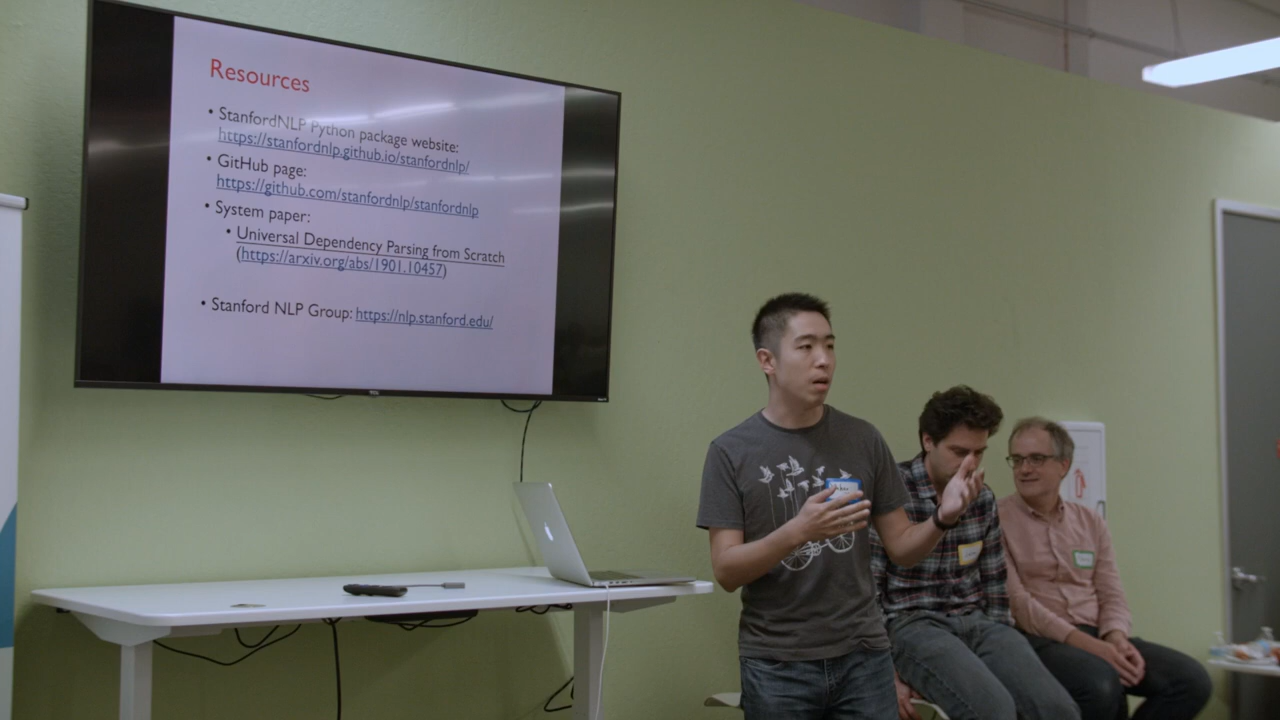 Resources
• StanfordNLP Python package website:
https://stanfordnlp.github.io/stanfordnlp/
• GitHub page:
https://github.com/stanfordnlp/stanfordnlp
• System paper:
• Universal Dependency Parsing from Scratch
(https://arxiv.org/abs/1901.10457)
• Stanford NLP Group: https://nlp.stanford.edu/